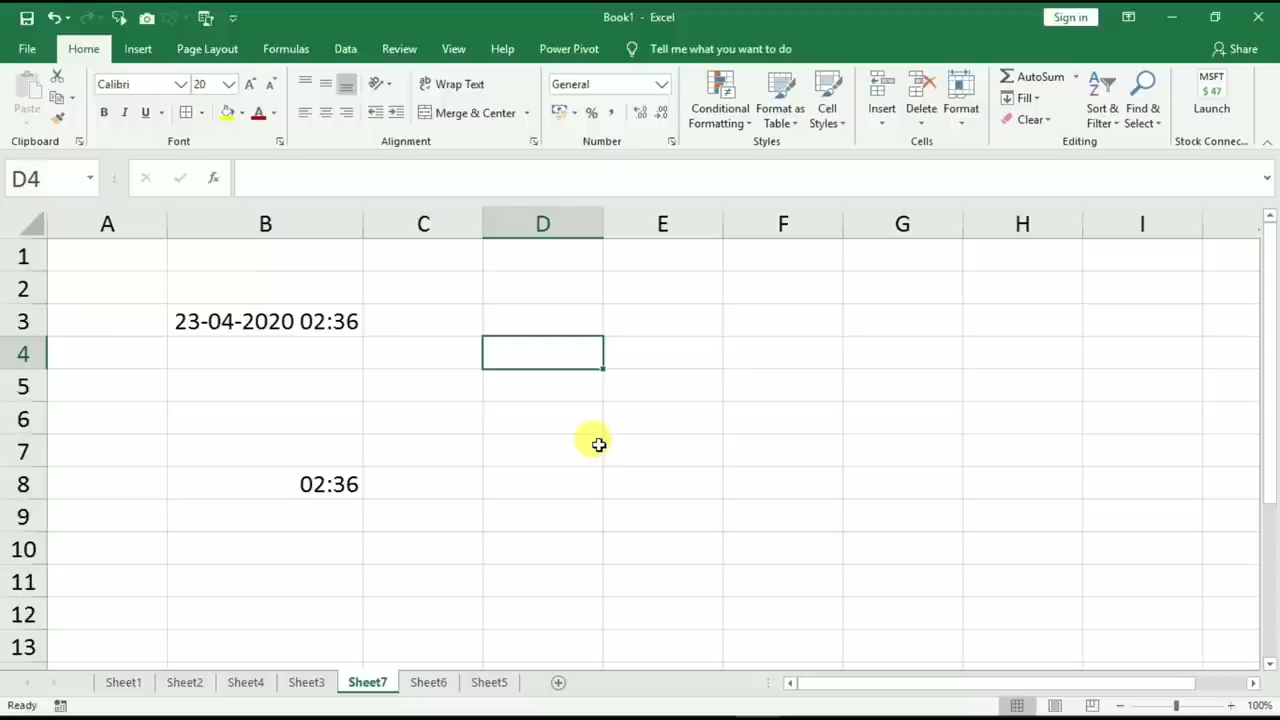 Book1 - Excel
Sign in
File Home Insert Page Layout Formulas Data Review View Help Power Pivot Tell me what you want to do Share
Paste
Calibri 20 A A
Wrap Text
General
Conditional Formatting
Format as Table
Cell Styles
Insert
Delete
Format
AutoSum
Fill
Clear
Sort & Filter
Find & Select
MSFT
$ 47
Launch
B I U A
Merge & Center
% ,
Clipboard Font Alignment Number Styles Cells Editing Stock Connec...
D4 fx
A B C D E F G H I
1
2
3 23-04-2020 02:36
4
5
6
7
8 02:36
9
10
11
12
13
Sheet1 Sheet2 Sheet4 Sheet3 Sheet7 Sheet6 Sheet5
Ready 100%